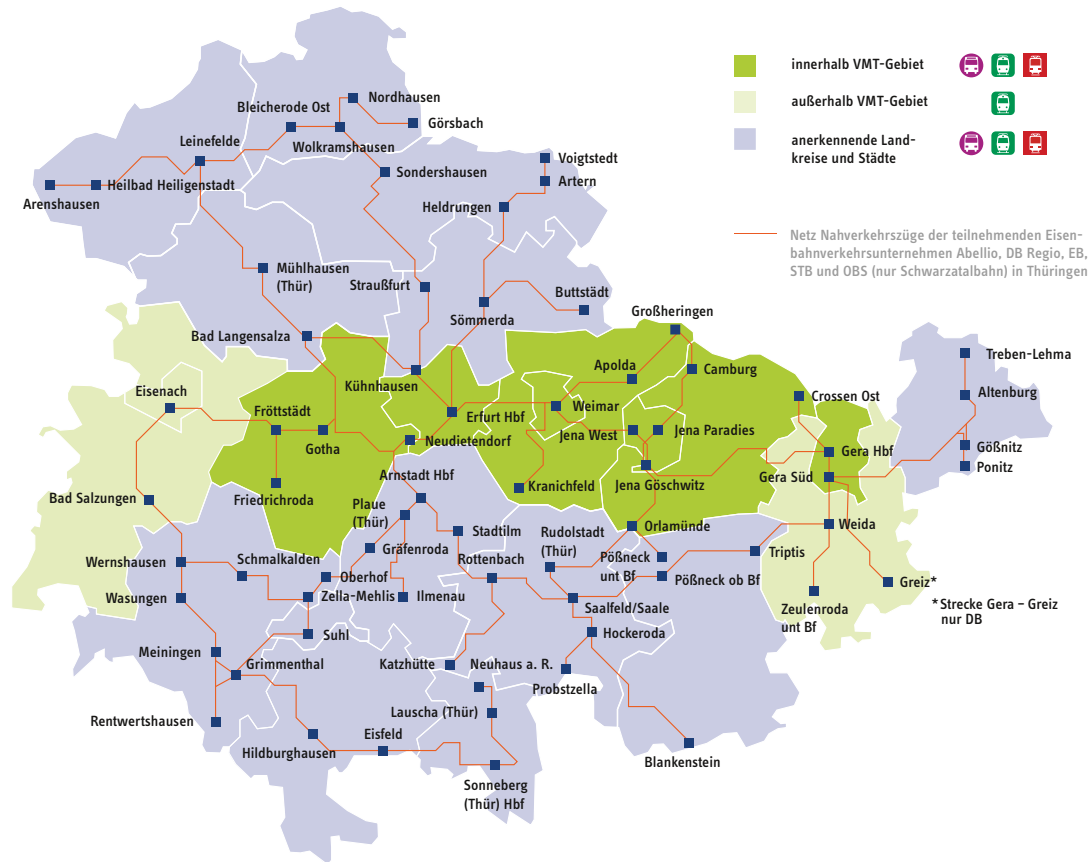 innerhalb VMT-Gebiet
außerhalb VMT-Gebiet
anerkennende Land-
kreise und Städte
Netz Nahverkehrszüge der teilnehmenden Eisen-
bahnverkehrsunternehmen Abellio, DB Regio, EB,
STB und OBS (nur Schwarzatalbahn) in Thüringen
Nordhausen
Bleicherode Ost
Görsbach
Leinefelde
Wolkramshausen
Voigtstedt
Sondershausen
Artern
Heilbad Heiligenstadt
Arenshausen
Heldrungen
Mühlhausen
(Thür)
Straußfurt
Buttstädt
Sömmerda
Großheringen
Bad Langensalza
Treben-Lehma
Apolda
Camburg
Kühnhausen
Eisenach
Altenburg
Crossen Ost
Weimar
Fröttstädt
Erfurt Hbf
Jena West
Jena Paradies
Neudietendorf
Gotha
Gößnitz
Gera Hbf
Ponitz
Arnstadt Hbf
Gera Süd
Kranichfeld
Jena Göschwitz
Friedrichroda
Bad Salzungen
Plaue
(Thür)
Stadtilm
Rudolstadt
(Thür)
Orlamünde
Weida
Gräfenroda
Pößneck
unt Bf
Triptis
Wernshausen
Schmalkalden
Rottenbach
Oberhof
Pößneck ob Bf
Greiz*
Wasungen
Zella-Mehlis
Ilmenau
Saalfeld/Saale
Zeulenroda
unt Bf
*Strecke Gera – Greiz
nur DB
Suhl
Hockeroda
Meiningen
Grimmenthal
Katzhütte
Neuhaus a. R.
Probstzella
Rentwertshausen
Lauscha (Thür)
Eisfeld
Hildburghausen
Blankenstein
Sonneberg
(Thür) Hbf